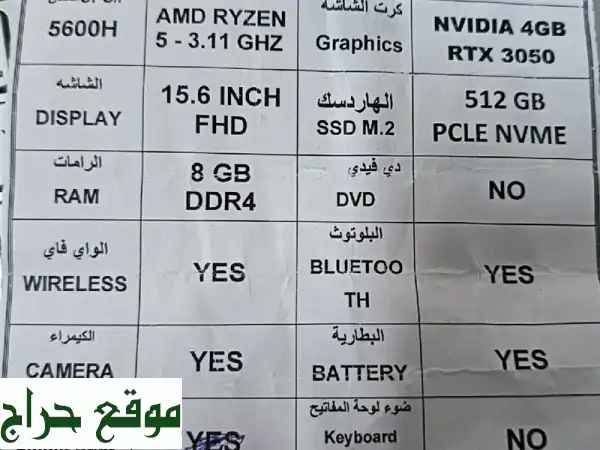 5600H
AMD RYZEN
5 - 3.11 GHZ
كرت الشاشه
Graphics
NVIDIA 4GB
RTX 3050
الشاشه
DISPLAY
15.6 INCH
FHD
الهاردسك
SSD M.2
512 GB
PCLE NVME
الرامات
RAM
8 GB
DDR4
دي فيدي
DVD
NO
الواي فاي
WIRELESS
YES
البلوتوث
BLUETOO
TH
YES
الكيمراء
CAMERA
YES
البطارية
BATTERY
YES
موقع حراج
YES
ضوء لوحة المفاتيح
Keyboard
NO